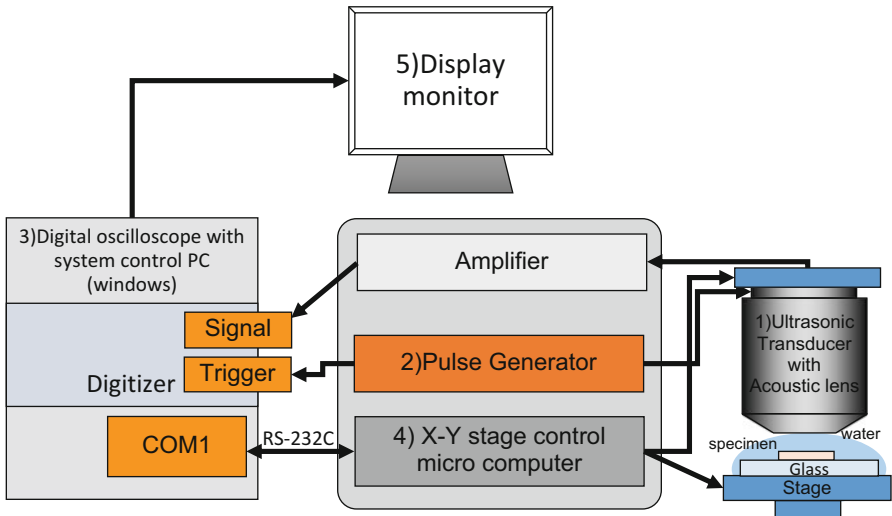 5)Display
monitor
3)Digital oscilloscope with
system control PC
(windows)
Amplifier
Signal
1)Ultrasonic
Transducer
with
Acoustic lens
2)Pulse Generator
Digitizer
Trigger
COM1
RS-232C
4) X-Y stage control
micro computer
specimen
water
Glass
Stage